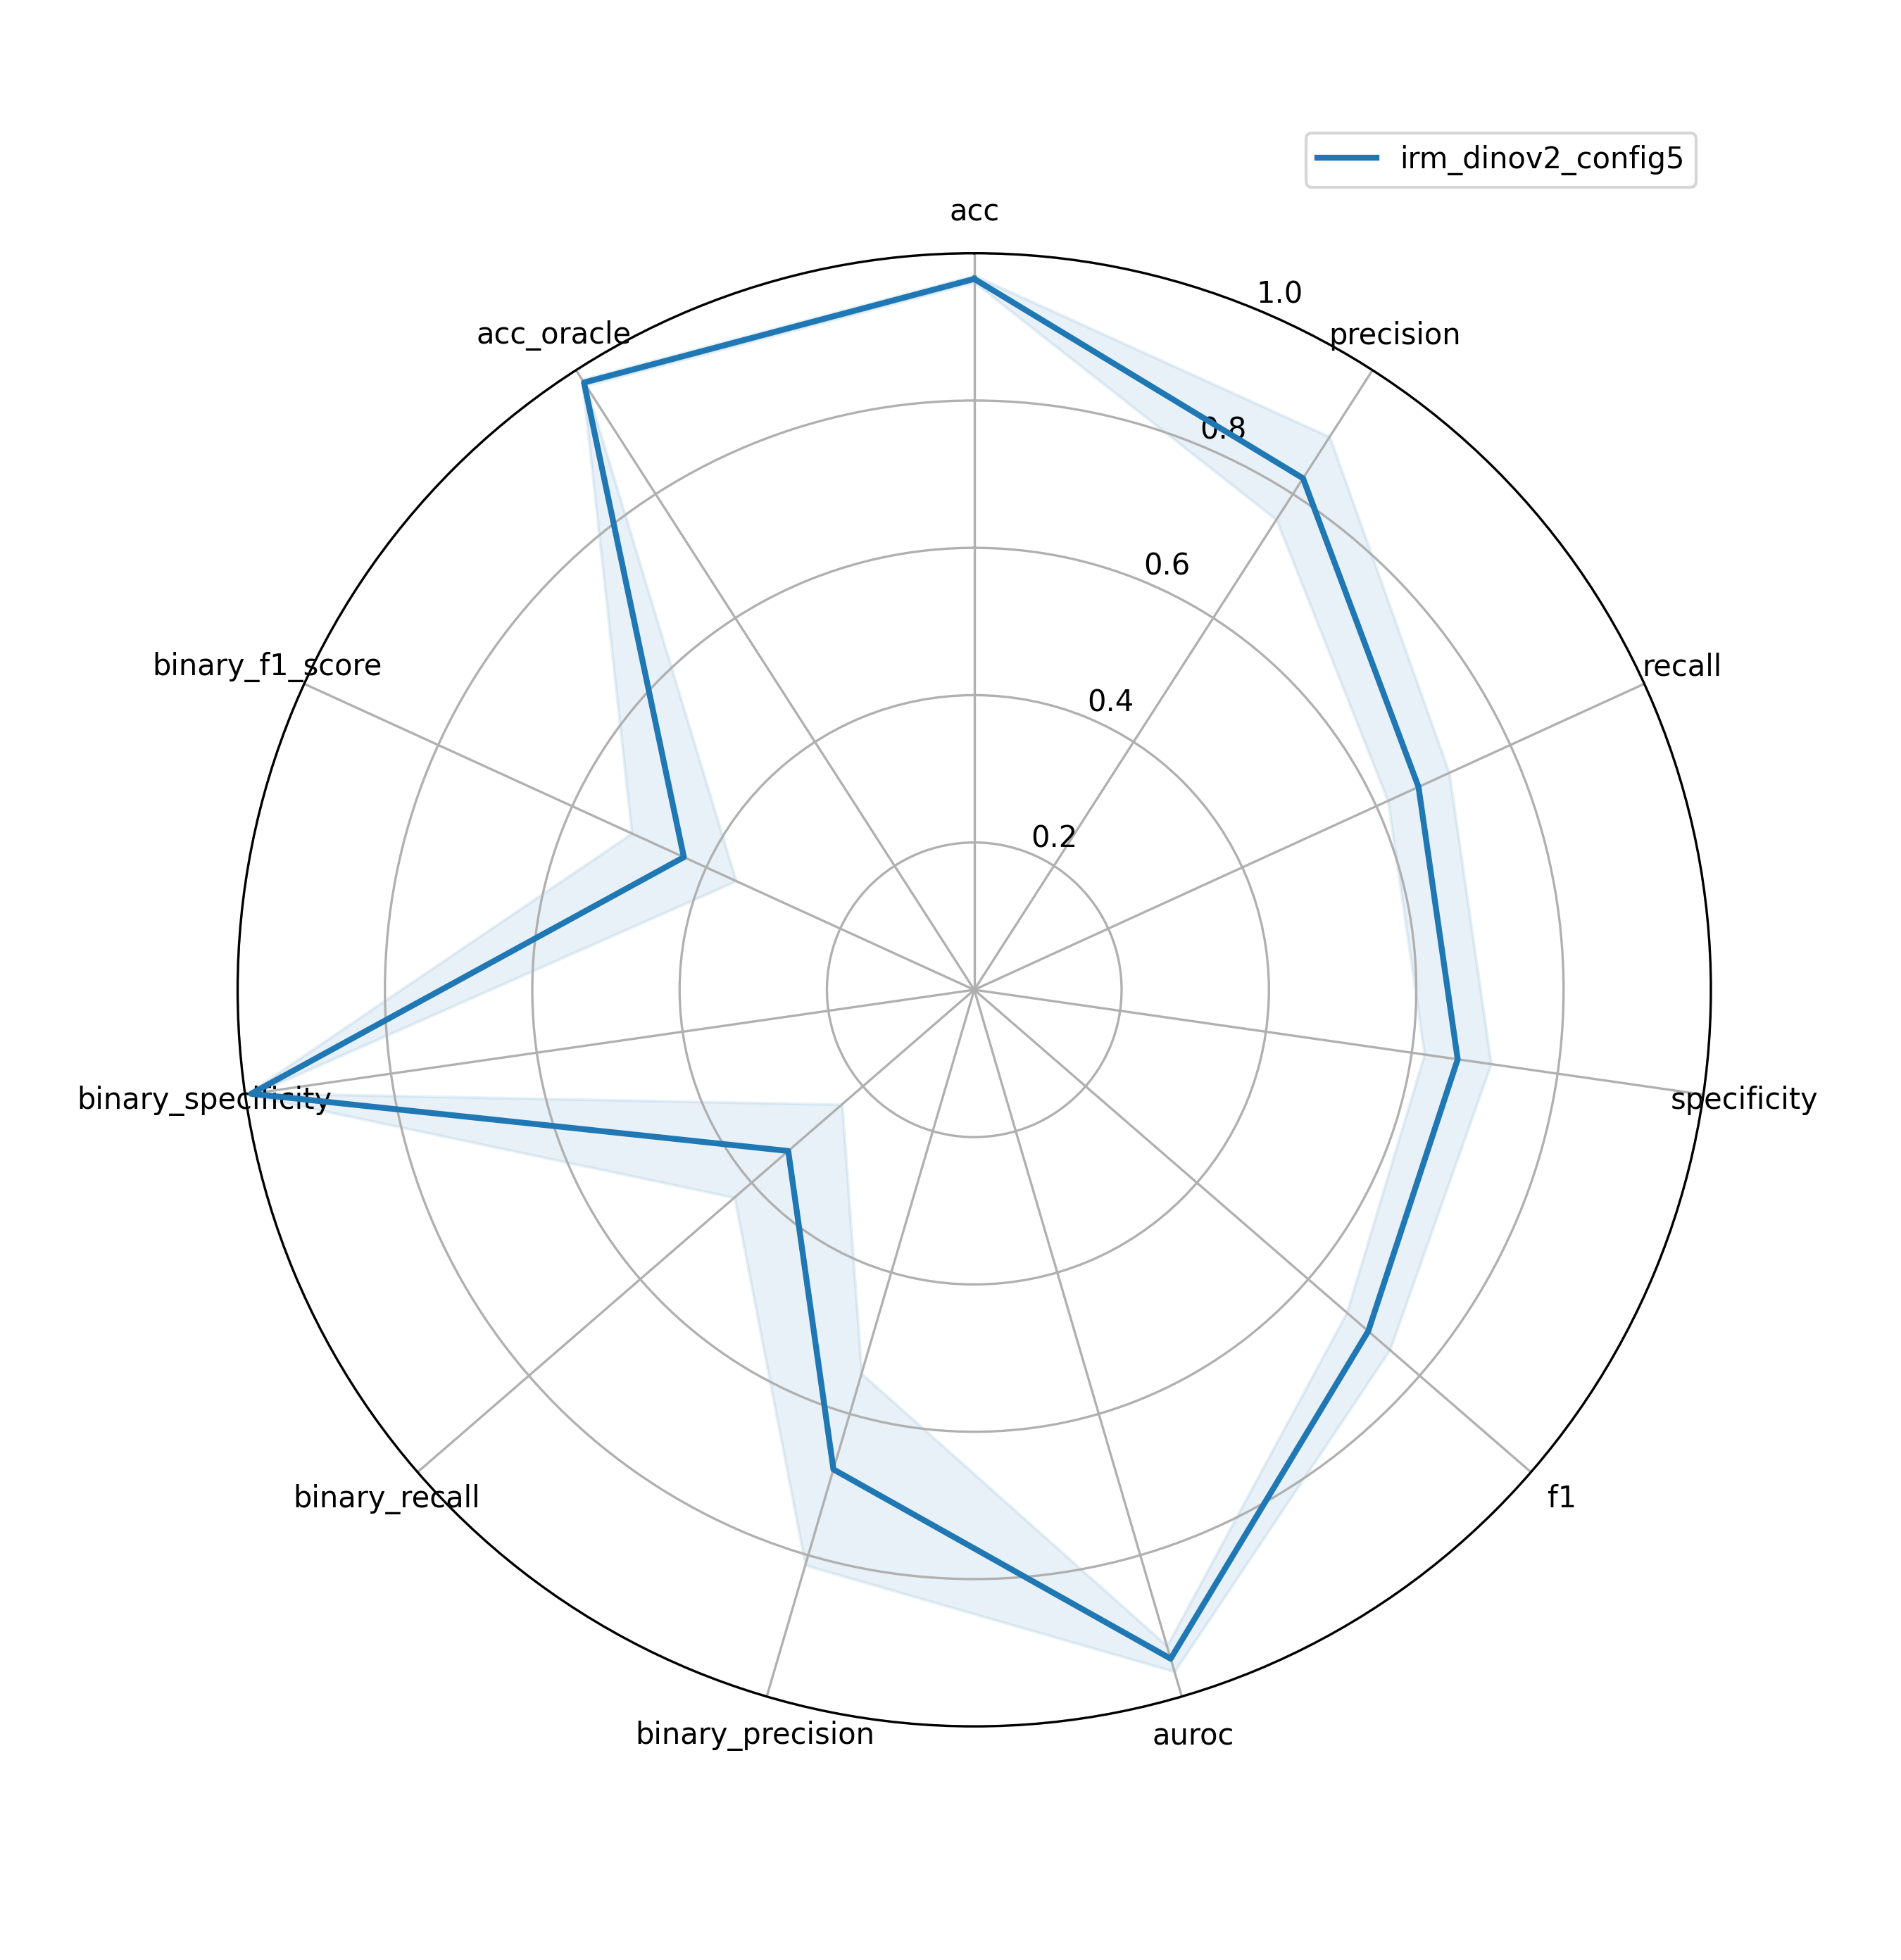 irm_dinov2_config5
acc
1.0
acc_oracle
precision
0.8
0.6
binary_f1_score
recall
0.4
0.2
binary_specificity
specificity
binary_recall
f1
binary_precision
auroc